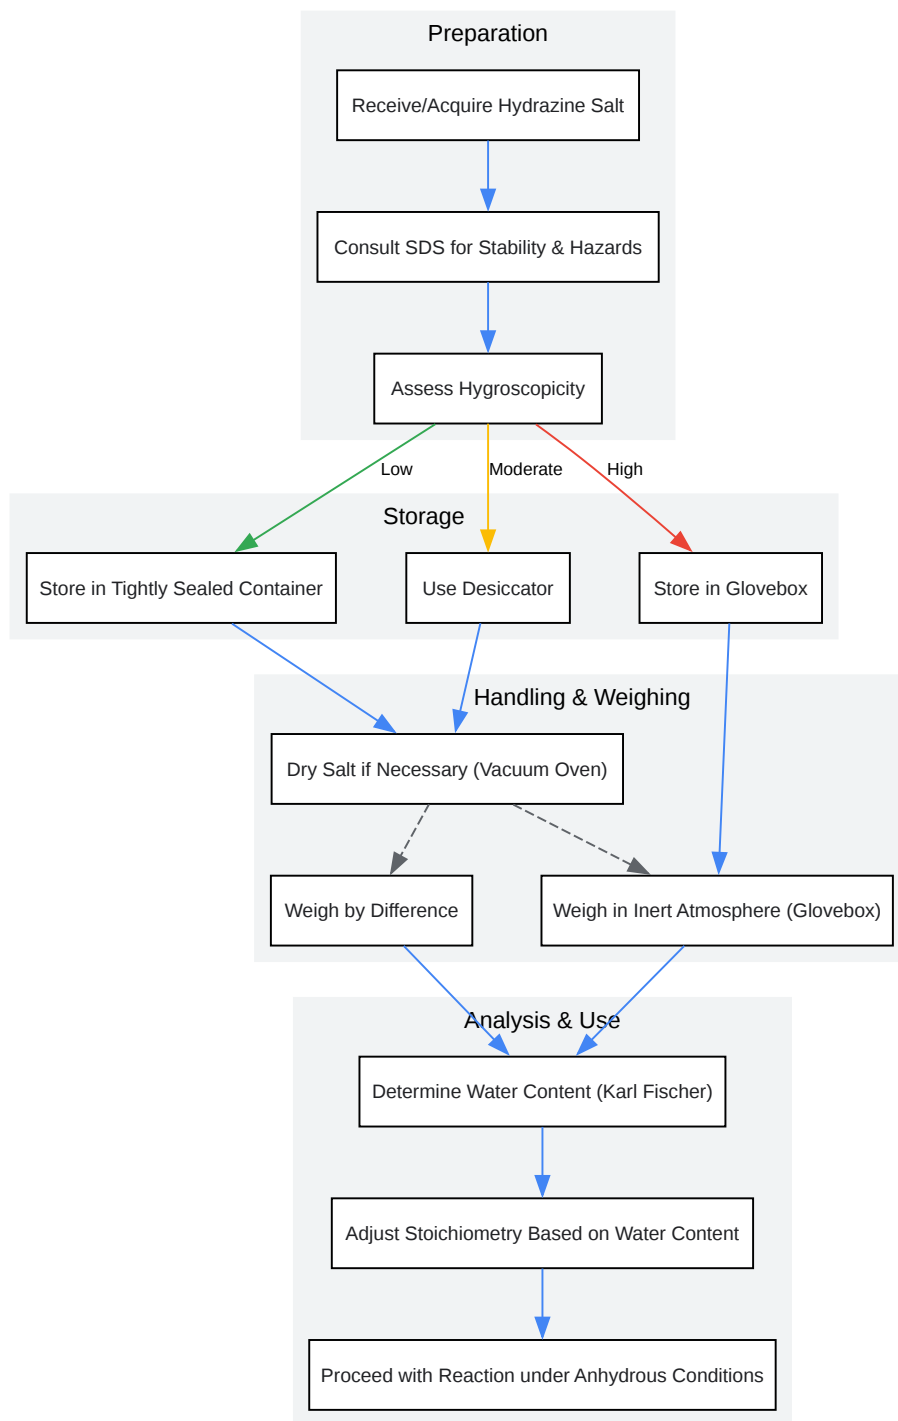 Preparation
Receive/Acquire Hydrazine Salt
Consult SDS for Stability & Hazards
Assess Hygroscopicity
Low
Moderate
High
Storage
Store in Tightly Sealed Container
Use Desiccator
Store in Glovebox
Handling & Weighing
Dry Salt if Necessary (Vacuum Oven)
Weigh by Difference
Weigh in Inert Atmosphere (Glovebox)
Analysis & Use
Determine Water Content (Karl Fischer)
Adjust Stoichiometry Based on Water Content
Proceed with Reaction under Anhydrous Conditions